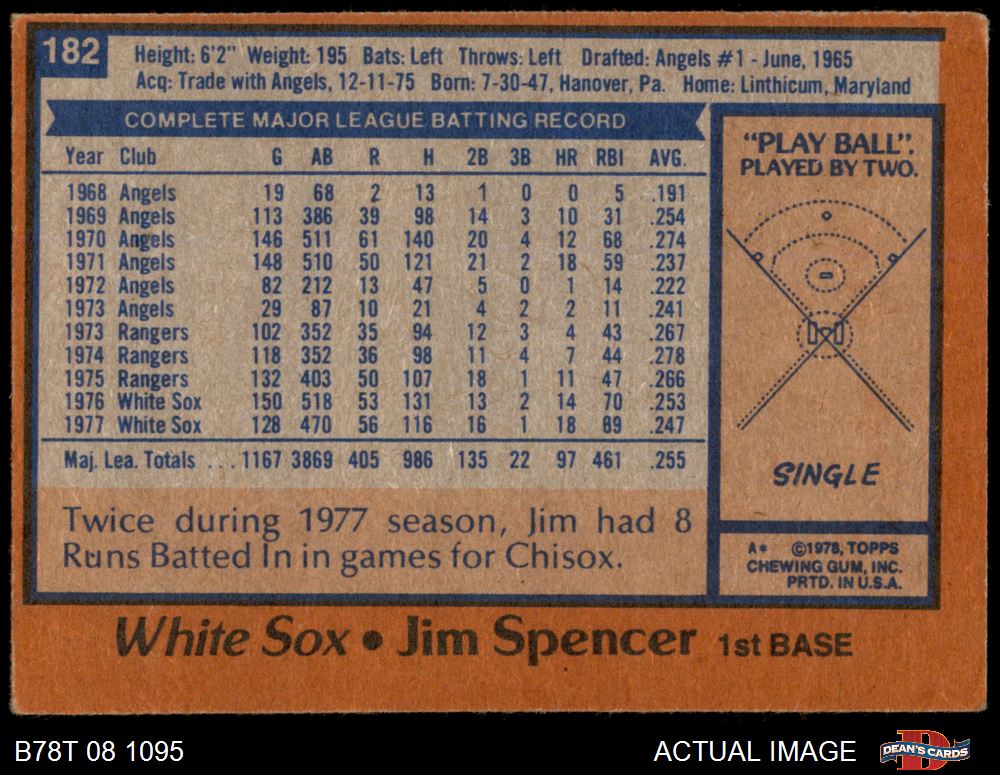 182
Height: 6'2" Weight: 195 Bats: Left Throws: Left Drafted: Angels #1 - June, 1965
Acq: Trade with Angels, 12-11-75 Born: 7-30-47, Hanover, Pa. Home: Linthicum, Maryland
COMPLETE MAJOR LEAGUE BATTING RECORD
Year Club G AB R H 2B 3B HR RBI AVG.
1968 Angels 19 68 2 13 1 0 0 5 .191
1969 Angels 113 386 39 98 14 3 10 31 .254
1970 Angels 146 511 61 140 20 4 12 68 .274
1971 Angels 148 510 50 121 21 2 18 59 .237
1972 Angels 82 212 13 47 5 0 1 14 .222
1973 Angels 29 87 10 21 4 2 2 11 .241
1973 Rangers 102 352 35 94 12 3 4 43 .267
1974 Rangers 118 352 36 98 11 4 7 44 .278
1975 Rangers 132 403 50 107 18 1 11 47 .266
1976 White Sox 150 518 53 131 13 2 14 70 .253
1977 White Sox 128 470 56 116 16 1 18 89 .247
Maj. Lea. Totals ... 1167 3869 405 986 135 22 97 461 .255
Twice during 1977 season, Jim had 8
Runs Batted In in games for Chisox.
"PLAY BALL".
PLAYED BY TWO.
SINGLE
A* ©1978, TOPPS
CHEWING GUM, INC.
PRTD. IN U.S.A.
White Sox • Jim Spencer 1st BASE
B78T 08 1095
ACTUAL IMAGE
DEAN'S CARDS